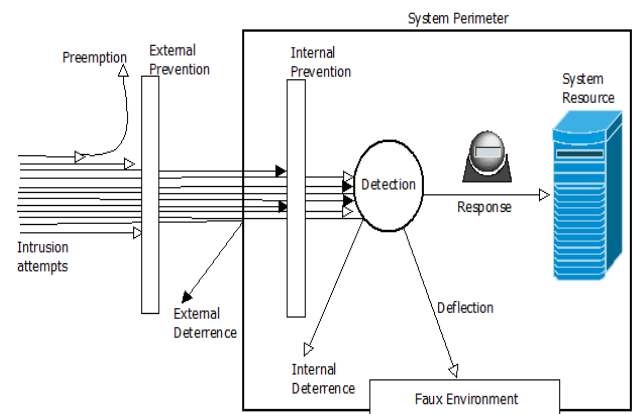 System Perimeter
Preemption
External
Prevention
Internal
Prevention
System
Resource
Detection
Response
Intrusion
attempts
External
Deterrence
Deflection
Internal
Deterrence
Faux Environment